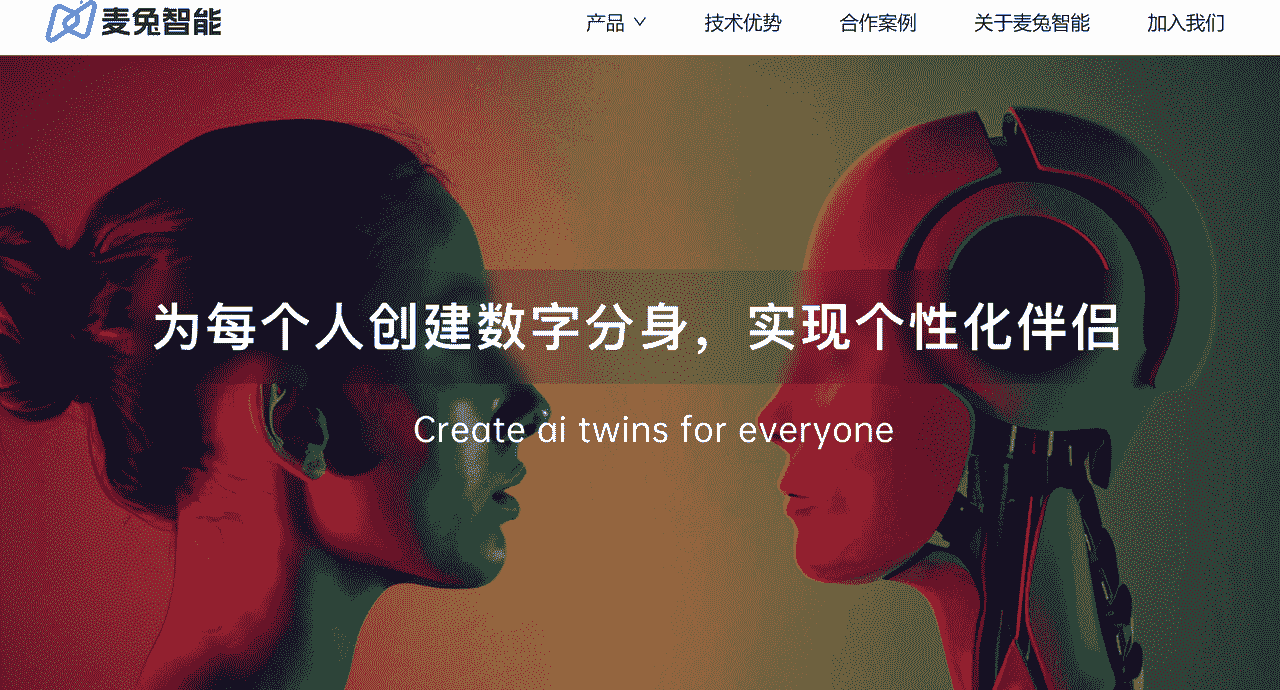 麦兔智能
产品 技术优势 合作案例 关于麦兔智能 加入我们
为每个人创建数字分身，实现个性化伴侣
Create ai twins for everyone